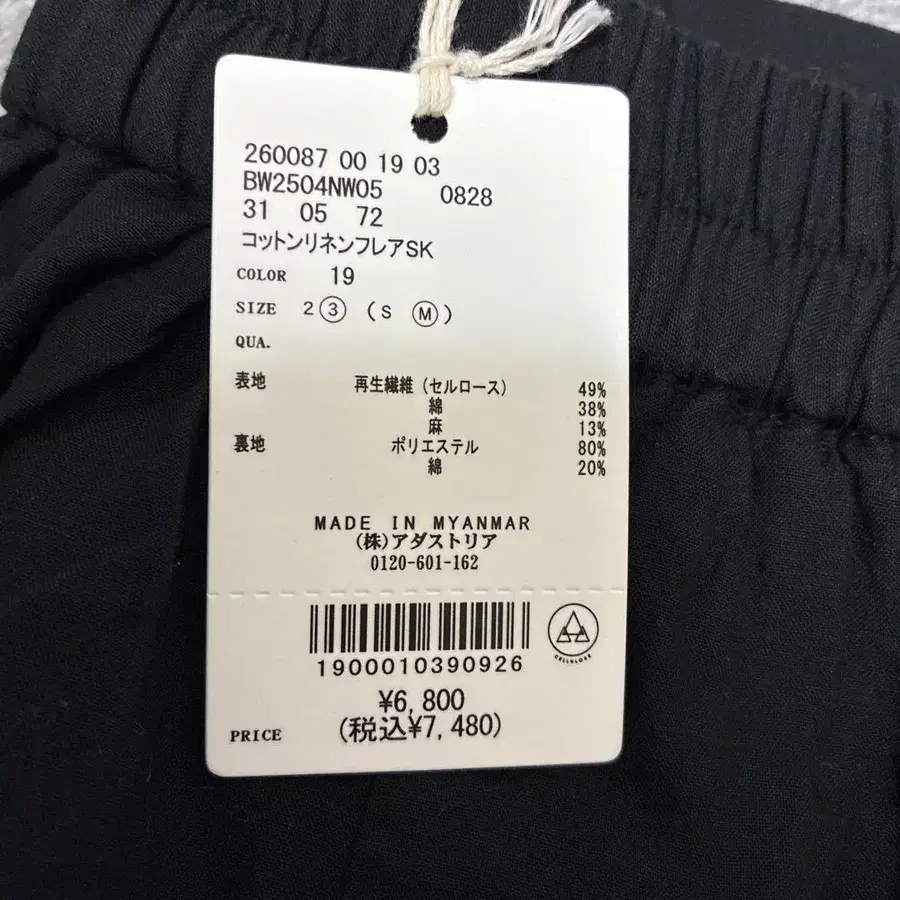 260087 00 19 03
BW2504NW05 0828
31 05 72
コットンリネンフレアSK
COLOR 19
SIZE 2 ③ (S Ⓜ)
QUA.
表地 再生繊維(セルロース) 49%
綿 38%
麻 13%
裏地 ポリエステル 80%
綿 20%
MADE IN MYANMAR
(株)アダストリア
0120-601-162
1900010390926
CELLULOSE
¥6,800
PRICE (税込¥7,480)